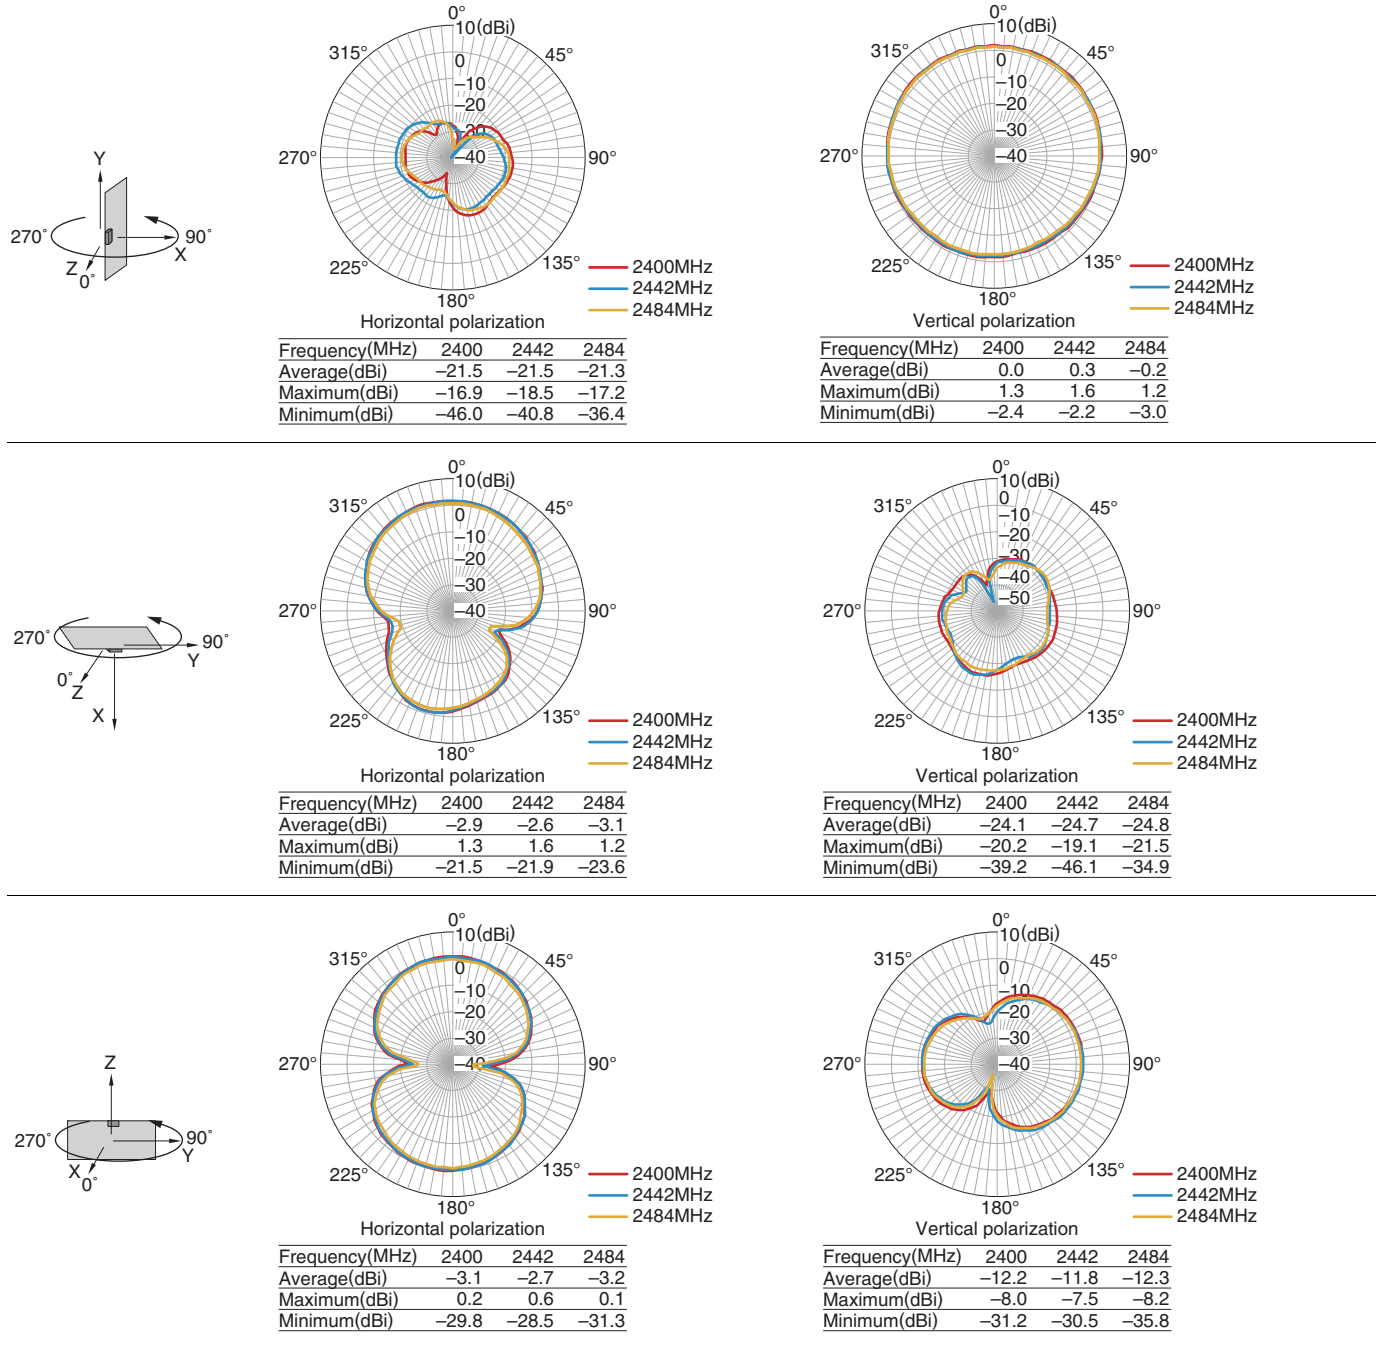 0°
10(dBi)
315°
45°
0
−10
−20
−30
−40
270°
90°
225°
135°
180°
2400MHz
2442MHz
2484MHz
Horizontal polarization
Frequency(MHz) 2400 2442 2484
Average(dBi) −21.5 −21.5 −21.3
Maximum(dBi) −16.9 −18.5 −17.2
Minimum(dBi) −46.0 −40.8 −36.4
0°
10(dBi)
315°
45°
0
−10
−20
−30
−40
270°
90°
225°
135°
180°
2400MHz
2442MHz
2484MHz
Vertical polarization
Frequency(MHz) 2400 2442 2484
Average(dBi) 0.0 0.3 −0.2
Maximum(dBi) 1.3 1.6 1.2
Minimum(dBi) −2.4 −2.2 −3.0
Y
270°
90°
X
Z
0°
0°
10(dBi)
315°
45°
0
−10
−20
−30
−40
270°
90°
225°
135°
180°
2400MHz
2442MHz
2484MHz
Horizontal polarization
Frequency(MHz) 2400 2442 2484
Average(dBi) −2.9 −2.6 −3.1
Maximum(dBi) 1.3 1.6 1.2
Minimum(dBi) −21.5 −21.9 −23.6
0°
10(dBi)
315°
45°
0
−10
−20
−30
−40
−50
270°
90°
225°
135°
180°
2400MHz
2442MHz
2484MHz
Vertical polarization
Frequency(MHz) 2400 2442 2484
Average(dBi) −24.1 −24.7 −24.8
Maximum(dBi) −20.2 −19.1 −21.5
Minimum(dBi) −39.2 −46.1 −34.9
270°
90°
Y
0°
Z
X
0°
10(dBi)
315°
45°
0
−10
−20
−30
−40
270°
90°
225°
135°
180°
2400MHz
2442MHz
2484MHz
Horizontal polarization
Frequency(MHz) 2400 2442 2484
Average(dBi) −3.1 −2.7 −3.2
Maximum(dBi) 0.2 0.6 0.1
Minimum(dBi) −29.8 −28.5 −31.3
0°
10(dBi)
315°
45°
0
−10
−20
−30
−40
270°
90°
225°
135°
180°
2400MHz
2442MHz
2484MHz
Vertical polarization
Frequency(MHz) 2400 2442 2484
Average(dBi) −12.2 −11.8 −12.3
Maximum(dBi) −8.0 −7.5 −8.2
Minimum(dBi) −31.2 −30.5 −35.8
Z
270°
90°
Y
X
0°